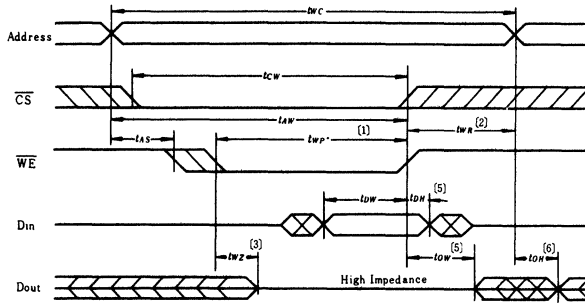 tWC
Address
tCW
CS
tAW
tAS
tWP· [1]
tWR [2]
WE
tDW
tDH [5]
Din
tWZ [3]
tOW [5]
tOH [6]
High Impedance
Dout